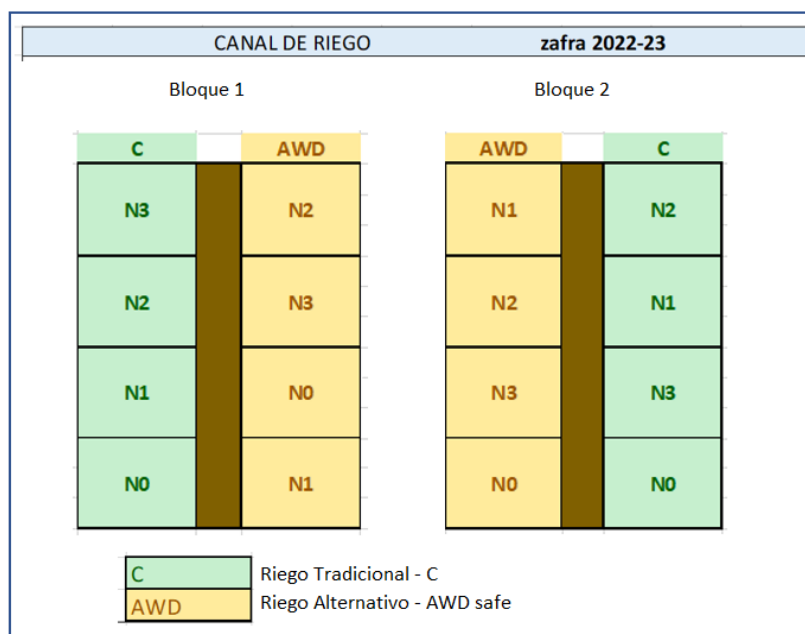 CANAL DE RIEGO zafra 2022-23
Bloque 1 Bloque 2
C AWD AWD C
N3 N2 N1 N2
N2 N3 N2 N1
N1 N0 N3 N3
N0 N1 N0 N0
C Riego Tradicional - C
AWD Riego Alternativo - AWD safe